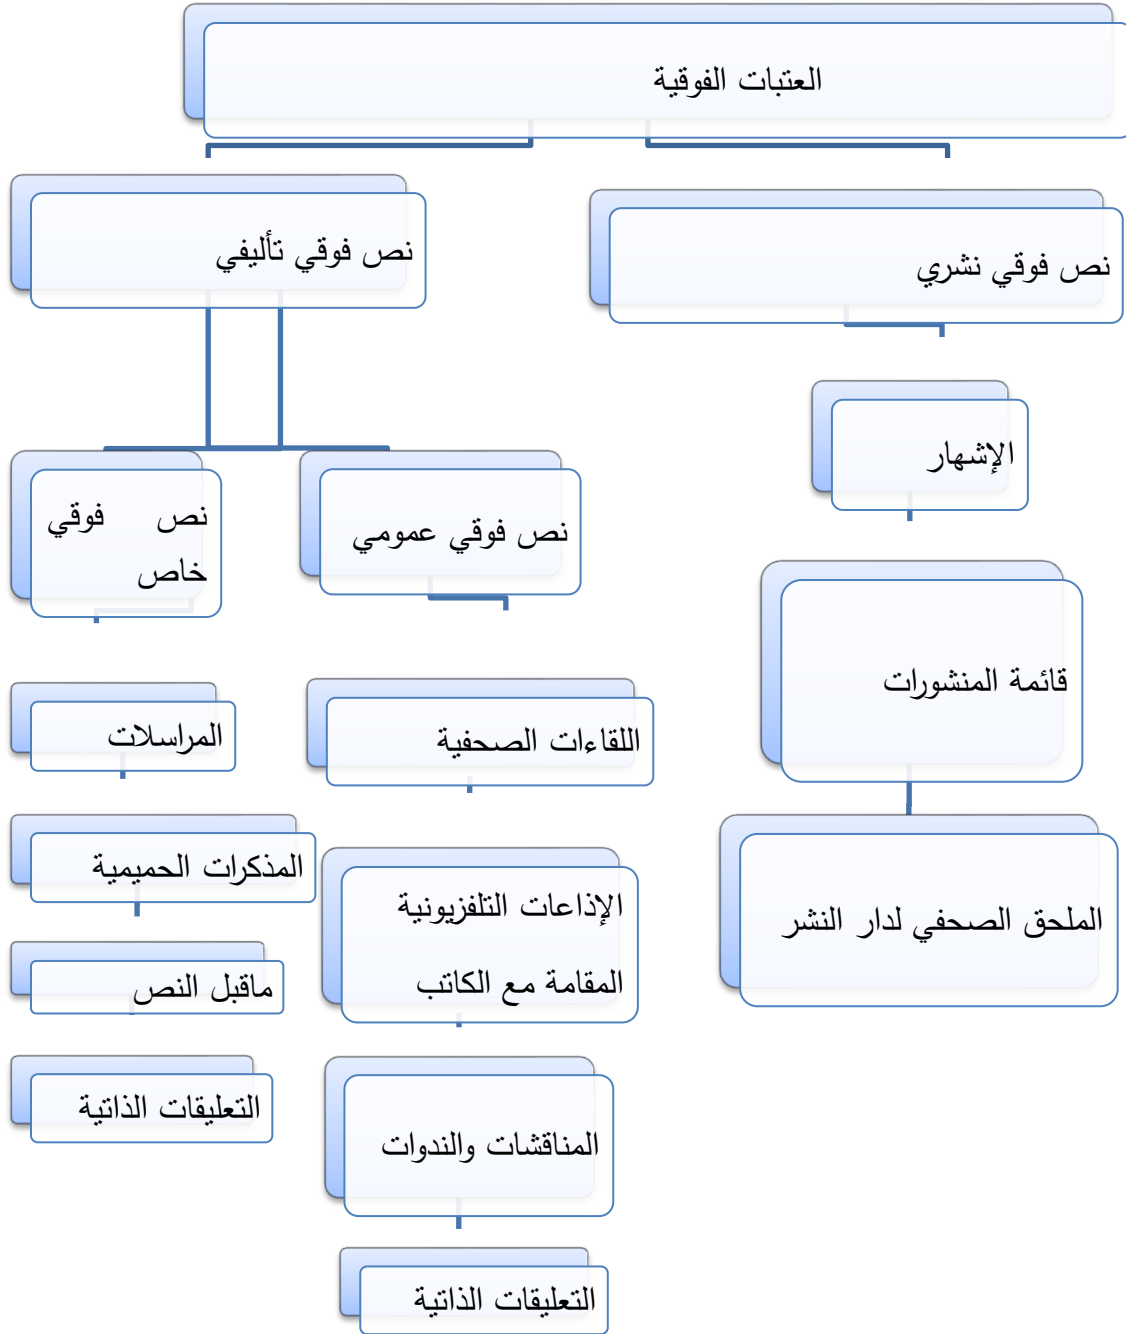 العتبات الفوقية
نص فوقي نشري
نص فوقي تأليفي
الإشهار
نص فوقي عمومي
نص فوقي
خاص
قائمة المنشورات
اللقاءات الصحفية
المراسلات
الملحق الصحفي لدار النشر
الإذاعات التلفزيونية
المقامة مع الكاتب
المذكرات الحميمية
ماقبل النص
المناقشات والندوات
التعليقات الذاتية
التعليقات الذاتية